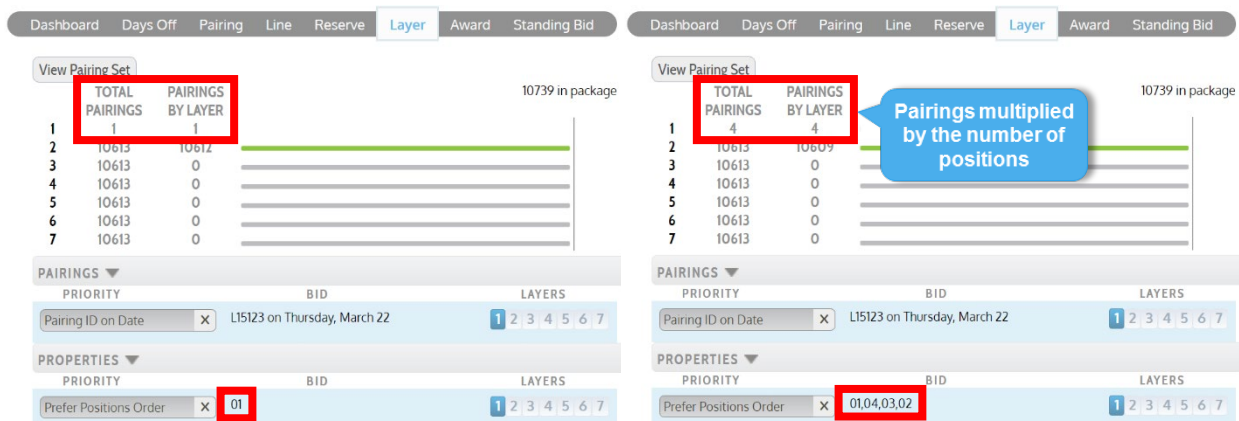 Dashboard Days Off Pairing Line Reserve Layer Award Standing Bid
View Pairing Set
10739 in package
TOTAL PAIRINGS PAIRINGS BY LAYER
1 1 1
2 10613 10612
3 10613 0
4 10613 0
5 10613 0
6 10613 0
7 10613 0
PAIRINGS
PRIORITY BID LAYERS
Pairing ID on Date X L15123 on Thursday, March 22 1 2 3 4 5 6 7
PROPERTIES
PRIORITY BID LAYERS
Prefer Positions Order X 01 1 2 3 4 5 6 7
Dashboard Days Off Pairing Line Reserve Layer Award Standing Bid
View Pairing Set
10739 in package
TOTAL PAIRINGS PAIRINGS BY LAYER
1 4 4
2 10613 10609
3 10613 0
4 10613 0
5 10613 0
6 10613 0
7 10613 0
Pairings multiplied
by the number of
positions
PAIRINGS
PRIORITY BID LAYERS
Pairing ID on Date X L15123 on Thursday, March 22 1 2 3 4 5 6 7
PROPERTIES
PRIORITY BID LAYERS
Prefer Positions Order X 01,04,03,02 1 2 3 4 5 6 7